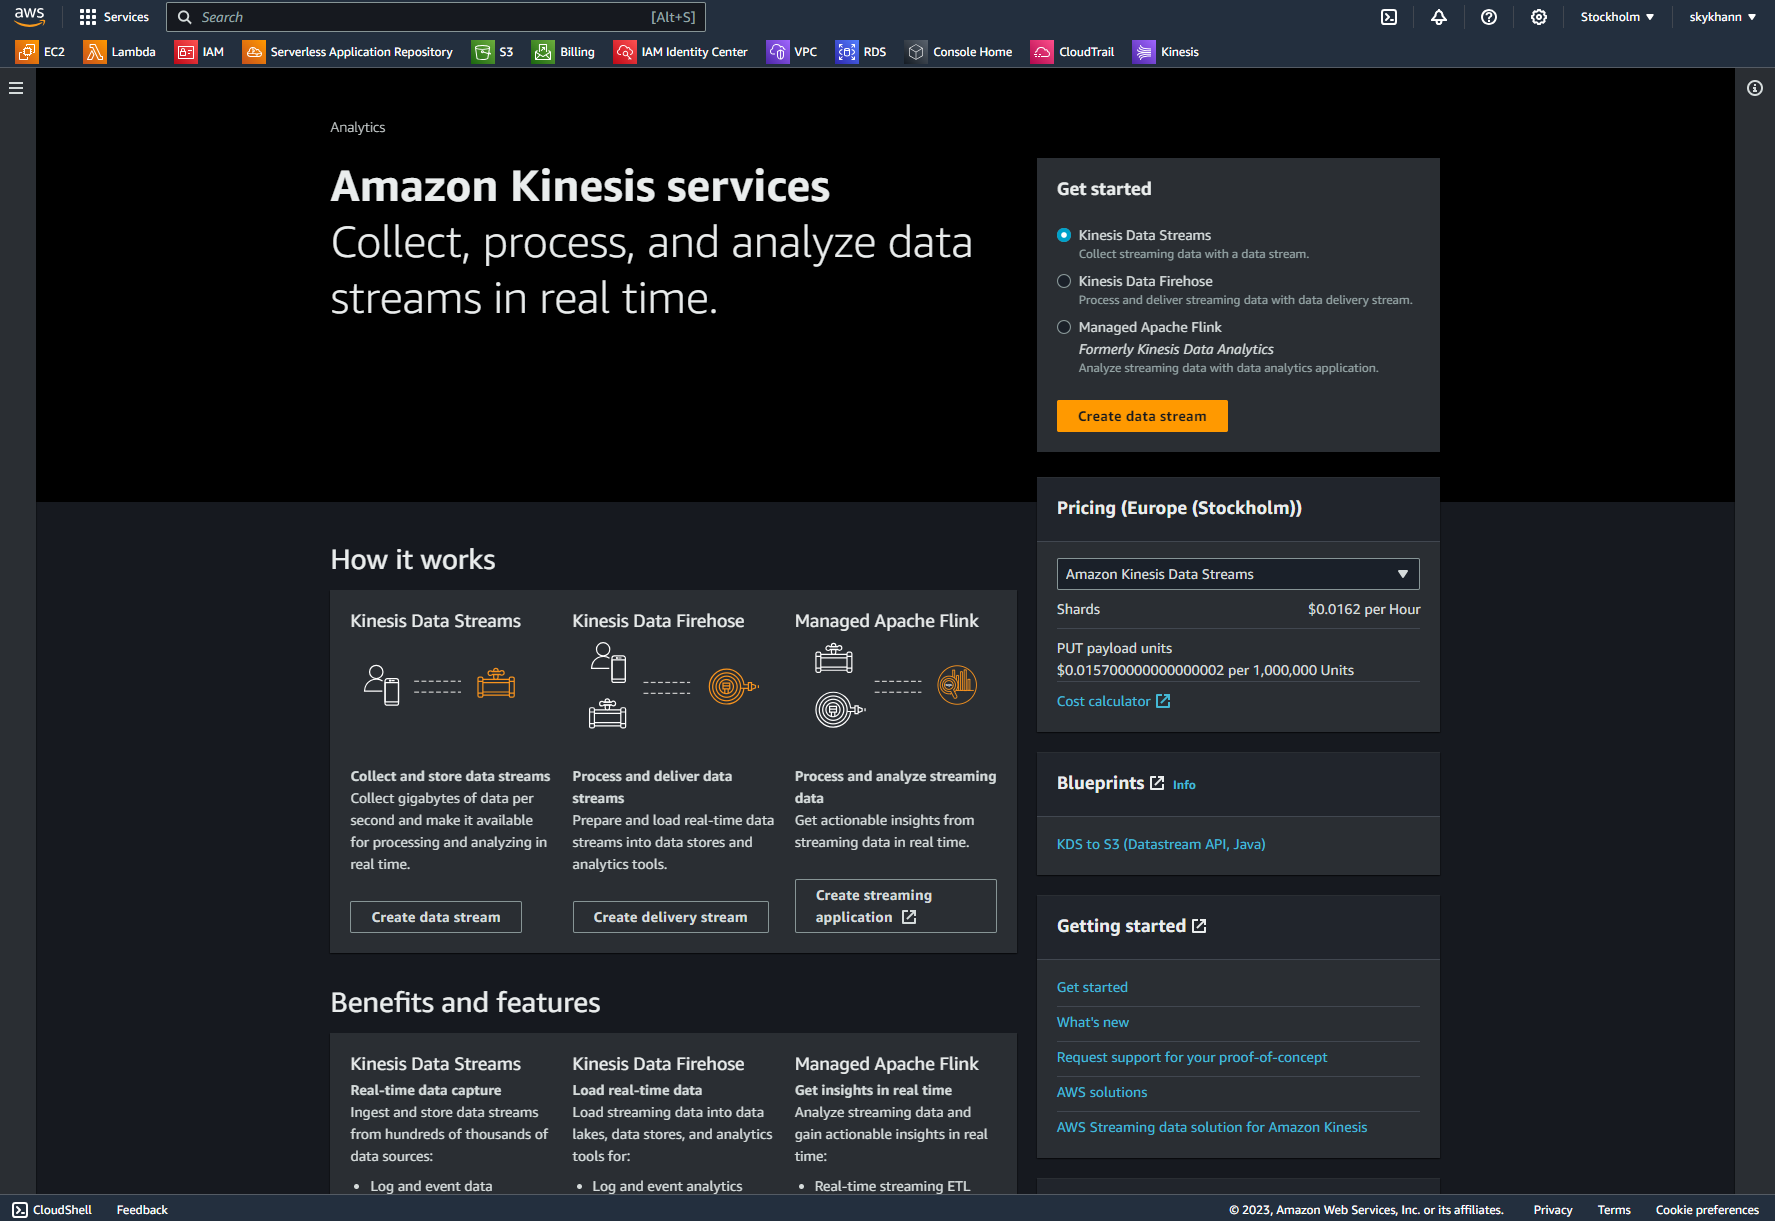 aws
Services
Search
[Alt+S]
Stockholm
skykhann
EC2
Lambda
IAM
Serverless Application Repository
S3
Billing
IAM Identity Center
VPC
RDS
Console Home
CloudTrail
Kinesis
Analytics
Amazon Kinesis services
Collect, process, and analyze data
streams in real time.
Get started
Kinesis Data Streams
Collect streaming data with a data stream.
Kinesis Data Firehose
Process and deliver streaming data with data delivery stream.
Managed Apache Flink
Formerly Kinesis Data Analytics
Analyze streaming data with data analytics application.
Create data stream
Pricing (Europe (Stockholm))
Amazon Kinesis Data Streams
Shards
$0.0162 per Hour
PUT payload units
$0.015700000000000002 per 1,000,000 Units
Cost calculator
Blueprints
Info
KDS to S3 (Datastream API, Java)
Getting started
Get started
What's new
Request support for your proof-of-concept
AWS solutions
AWS Streaming data solution for Amazon Kinesis
How it works
Kinesis Data Streams
Collect and store data streams
Collect gigabytes of data per
second and make it available
for processing and analyzing in
real time.
Create data stream
Kinesis Data Firehose
Process and deliver data
streams
Prepare and load real-time data
streams into data stores and
analytics tools.
Create delivery stream
Managed Apache Flink
Process and analyze streaming
data
Get actionable insights from
streaming data in real time.
Create streaming
application
Benefits and features
Kinesis Data Streams
Real-time data capture
Ingest and store data streams
from hundreds of thousands of
data sources:
• Log and event data
Kinesis Data Firehose
Load real-time data
Load streaming data into data
lakes, data stores, and analytics
tools for:
• Log and event analytics
Managed Apache Flink
Get insights in real time
Analyze streaming data and
gain actionable insights in real
time:
• Real-time streaming ETL
CloudShell
Feedback
© 2023, Amazon Web Services, Inc. or its affiliates.
Privacy
Terms
Cookie preferences